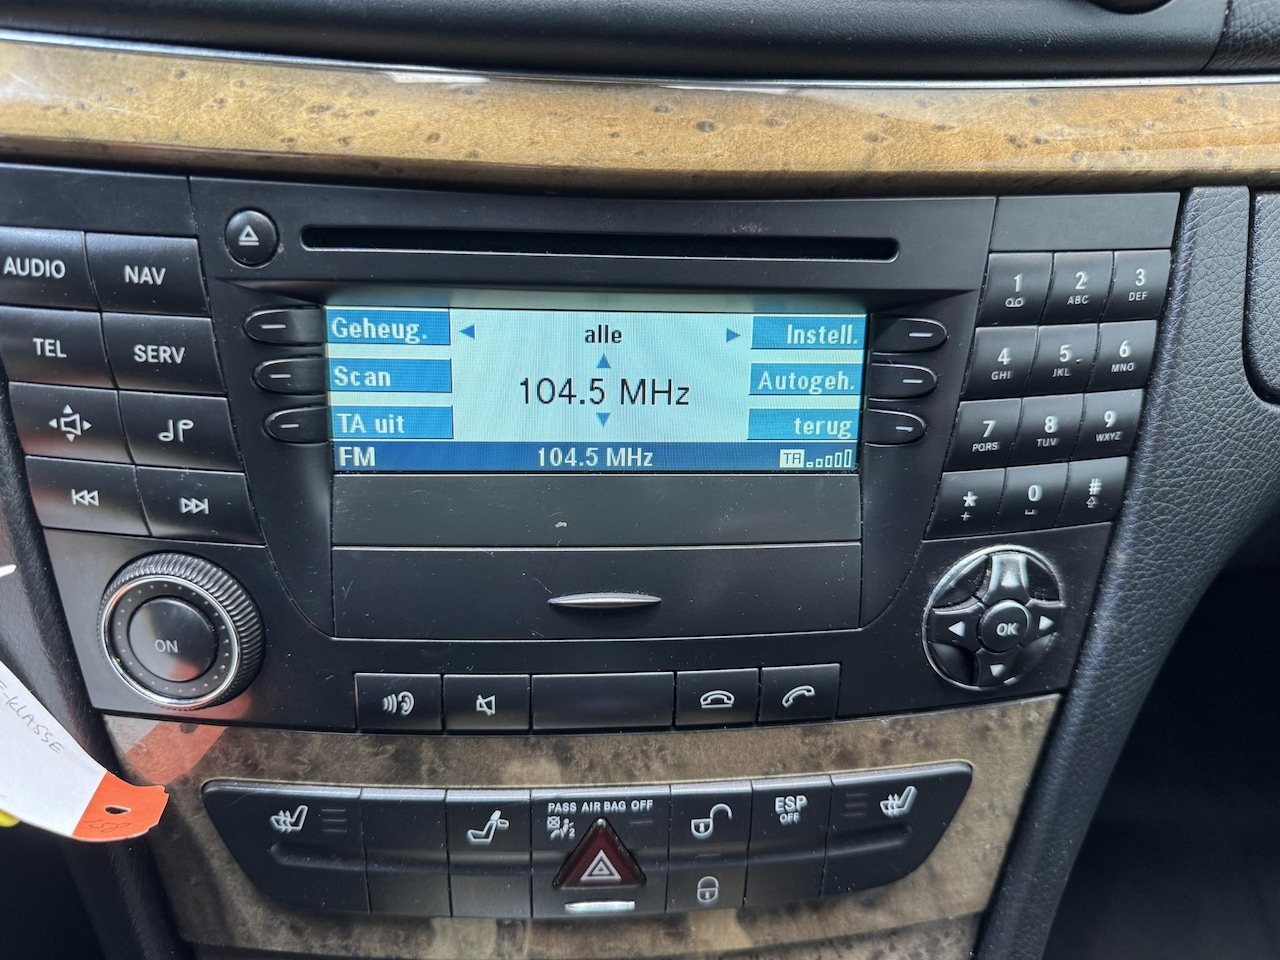 AUDIO
NAV
TEL
SERV
ON
Geheug.
Scan
TA uit
alle
104.5 MHz
Instell.
Autogeh.
terug
FM 104.5 MHz TA
1
2 ABC
3 DEF
4 GHI
5 JKL
6 MNO
7 PQRS
8 TUV
9 WXYZ
* +
0
#
OK
PASS AIR BAG OFF
2
ESP
OFF
E-KLASSE